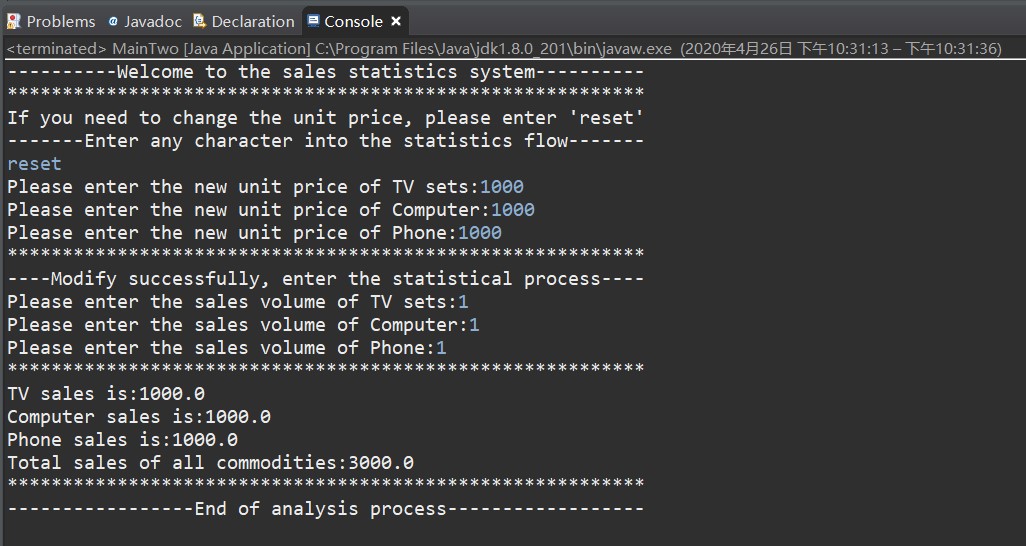 Problems @ Javadoc Declaration Console
<terminated> MainTwo [Java Application] C:\Program Files\Java\jdk1.8.0_201\bin\javaw.exe (2020年4月26日 下午10:31:13 – 下午10:31:36)
----------Welcome to the sales statistics system----------
**********************************************************
If you need to change the unit price, please enter 'reset'
-------Enter any character into the statistics flow-------
reset
Please enter the new unit price of TV sets:1000
Please enter the new unit price of Computer:1000
Please enter the new unit price of Phone:1000
**********************************************************
----Modify successfully, enter the statistical process----
Please enter the sales volume of TV sets:1
Please enter the sales volume of Computer:1
Please enter the sales volume of Phone:1
**********************************************************
TV sales is:1000.0
Computer sales is:1000.0
Phone sales is:1000.0
Total sales of all commodities:3000.0
**********************************************************
-----------------End of analysis process------------------